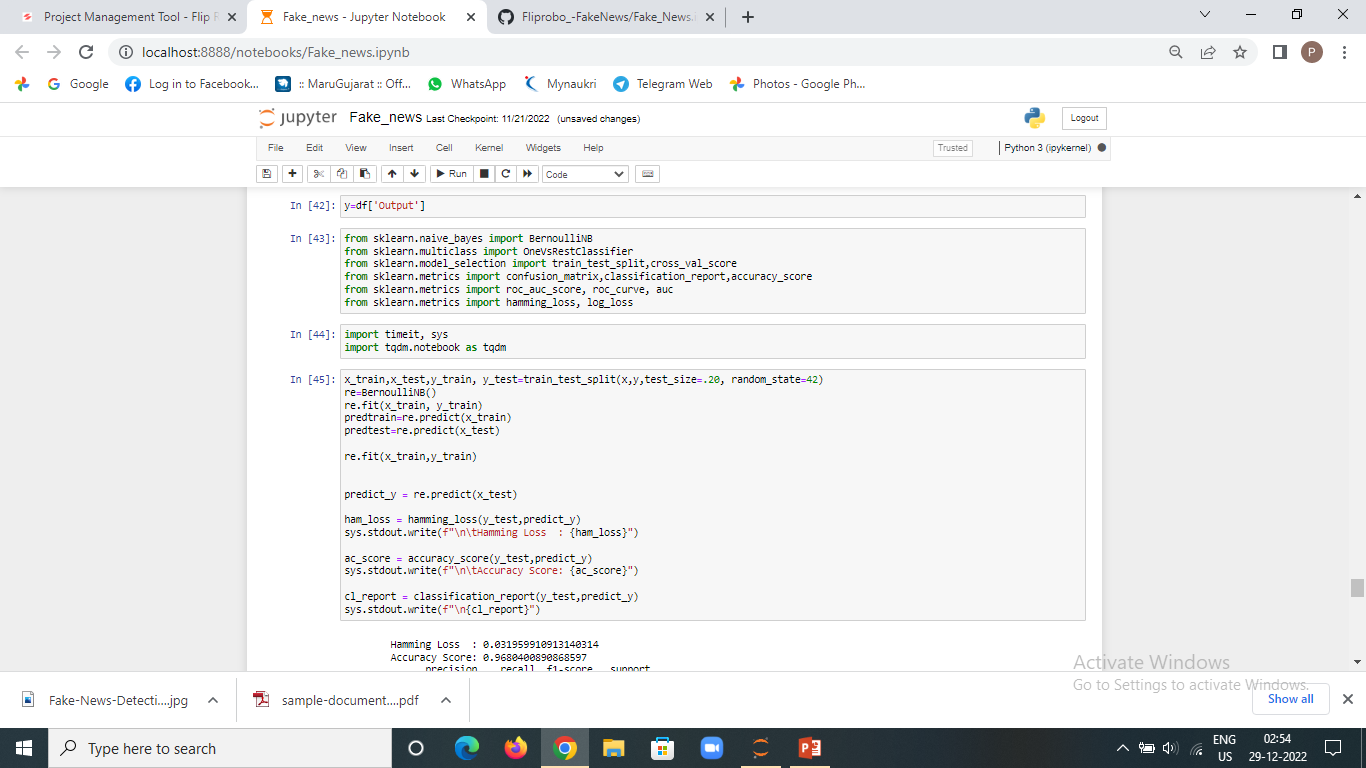 Project Management Tool - Flip R
Fake_news - Jupyter Notebook
Fliprobo_-FakeNews/Fake_News.i
localhost:8888/notebooks/Fake_news.ipynb
P
Google
Log in to Facebook...
:: MaruGujarat :: Off...
WhatsApp
Mynaukri
Telegram Web
Photos - Google Ph...
jupyter Fake_news Last Checkpoint: 11/21/2022 (unsaved changes)
Logout
File Edit View Insert Cell Kernel Widgets Help
Trusted
Python 3 (ipykernel)
Run
Code
In [42]: y=df['Output']
In [43]: from sklearn.naive_bayes import BernoulliNB
from sklearn.multiclass import OneVsRestClassifier
from sklearn.model_selection import train_test_split,cross_val_score
from sklearn.metrics import confusion_matrix,classification_report,accuracy_score
from sklearn.metrics import roc_auc_score, roc_curve, auc
from sklearn.metrics import hamming_loss, log_loss
In [44]: import timeit, sys
import tqdm.notebook as tqdm
In [45]: x_train,x_test,y_train, y_test=train_test_split(x,y,test_size=.20, random_state=42)
re=BernoulliNB()
re.fit(x_train, y_train)
predtrain=re.predict(x_train)
predtest=re.predict(x_test)
re.fit(x_train,y_train)
predict_y = re.predict(x_test)
ham_loss = hamming_loss(y_test,predict_y)
sys.stdout.write(f"\n\tHamming Loss  : {ham_loss}")
ac_score = accuracy_score(y_test,predict_y)
sys.stdout.write(f"\n\tAccuracy Score: {ac_score}")
cl_report = classification_report(y_test,predict_y)
sys.stdout.write(f"\n{cl_report}")
Hamming Loss  : 0.031959910913140314
Accuracy Score: 0.9680400890868597
precision recall f1-score support
Activate Windows
Go to Settings to activate Windows.
Fake-News-Detecti....jpg
sample-document....pdf
Show all
Type here to search
ENG
US
02:54
29-12-2022